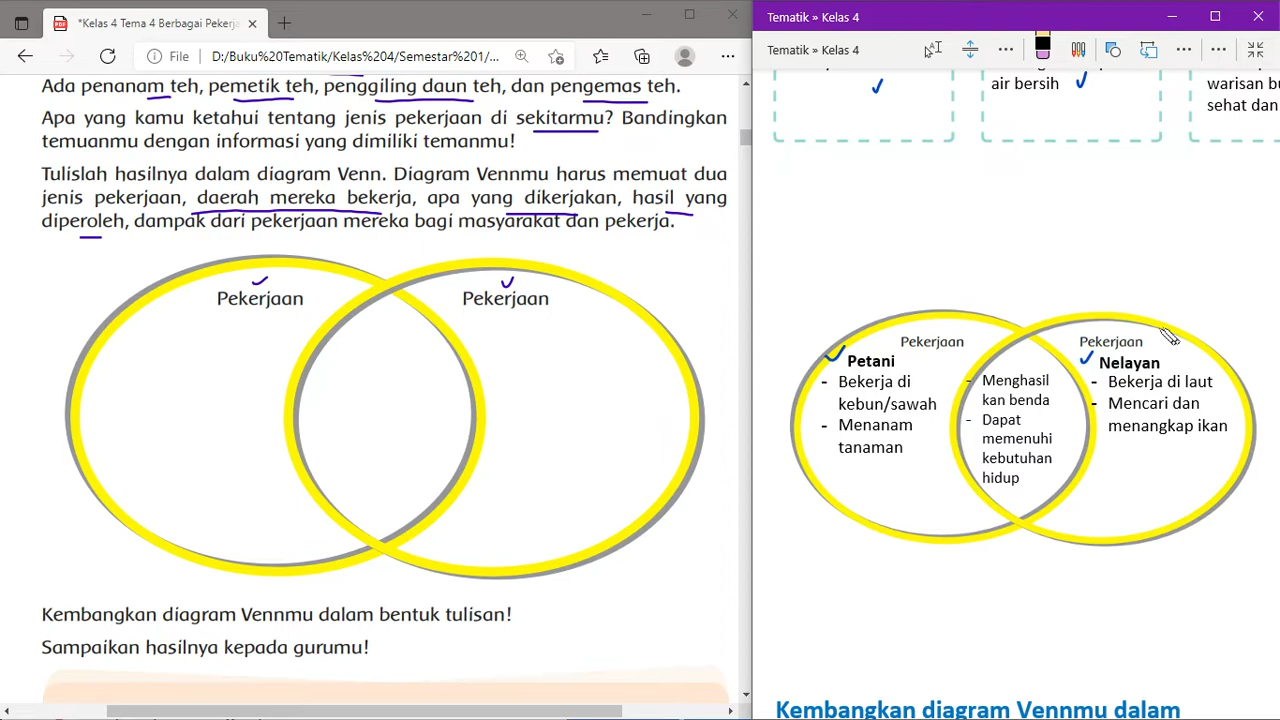 *Kelas 4 Tema 4 Berbagai Pekerja
File
D:/Buku%20Tematik/Kelas%204/Semestar%201/...
Ada penanam teh, pemetik teh, penggiling daun teh, dan pengemas teh.
Apa yang kamu ketahui tentang jenis pekerjaan di sekitarmu? Bandingkan
temuanmu dengan informasi yang dimiliki temanmu!
Tulislah hasilnya dalam diagram Venn. Diagram Vennmu harus memuat dua
jenis pekerjaan, daerah mereka bekerja, apa yang dikerjakan, hasil yang
diperoleh, dampak dari pekerjaan mereka bagi masyarakat dan pekerja.
Pekerjaan
Pekerjaan
Kembangkan diagram Vennmu dalam bentuk tulisan!
Sampaikan hasilnya kepada gurumu!
Tematik » Kelas 4
Tematik » Kelas 4
air bersih
warisan bu
sehat dan
Pekerjaan
Petani
- Bekerja di
kebun/sawah
- Menanam
tanaman
- Menghasil
kan benda
- Dapat
memenuhi
kebutuhan
hidup
Pekerjaan
Nelayan
- Bekerja di laut
- Mencari dan
menangkap ikan
Kembangkan diagram Vennmu dalam